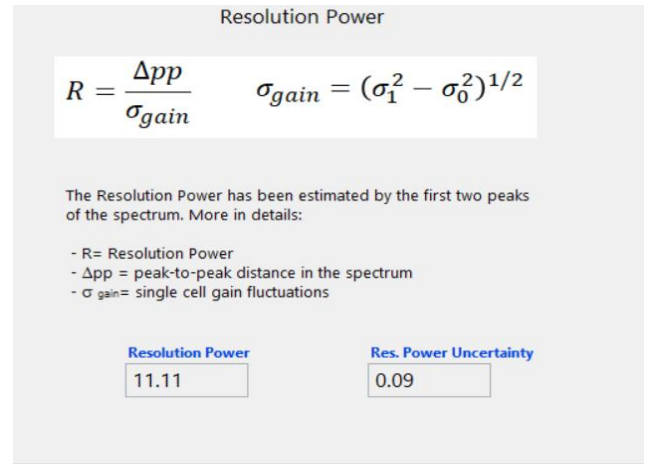 Resolution Power
R = Δpp / σgain    σgain = (σ₁² − σ₀²)^1/2
The Resolution Power has been estimated by the first two peaks
of the spectrum. More in details:
- R= Resolution Power
- Δpp = peak-to-peak distance in the spectrum
- σ gain= single cell gain fluctuations
Resolution Power    Res. Power Uncertainty
11.11    0.09